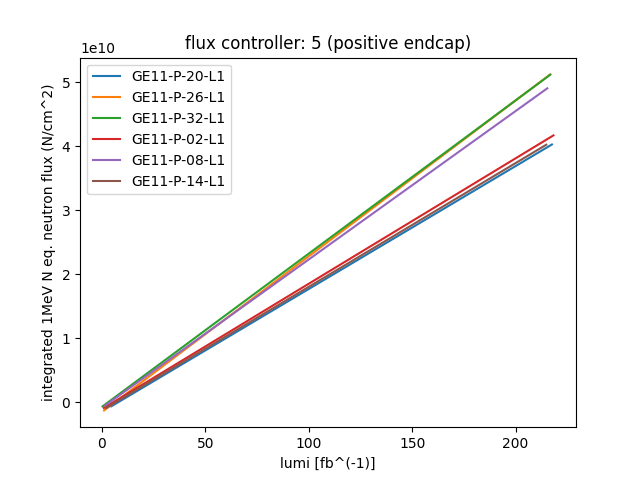 flux controller: 5 (positive endcap)
1e10
GE11-P-20-L1
GE11-P-26-L1
GE11-P-32-L1
GE11-P-02-L1
GE11-P-08-L1
GE11-P-14-L1
integrated 1MeV N eq. neutron flux (N/cm^2)
5
4
3
2
1
0
0 50 100 150 200
lumi [fb^(-1)]